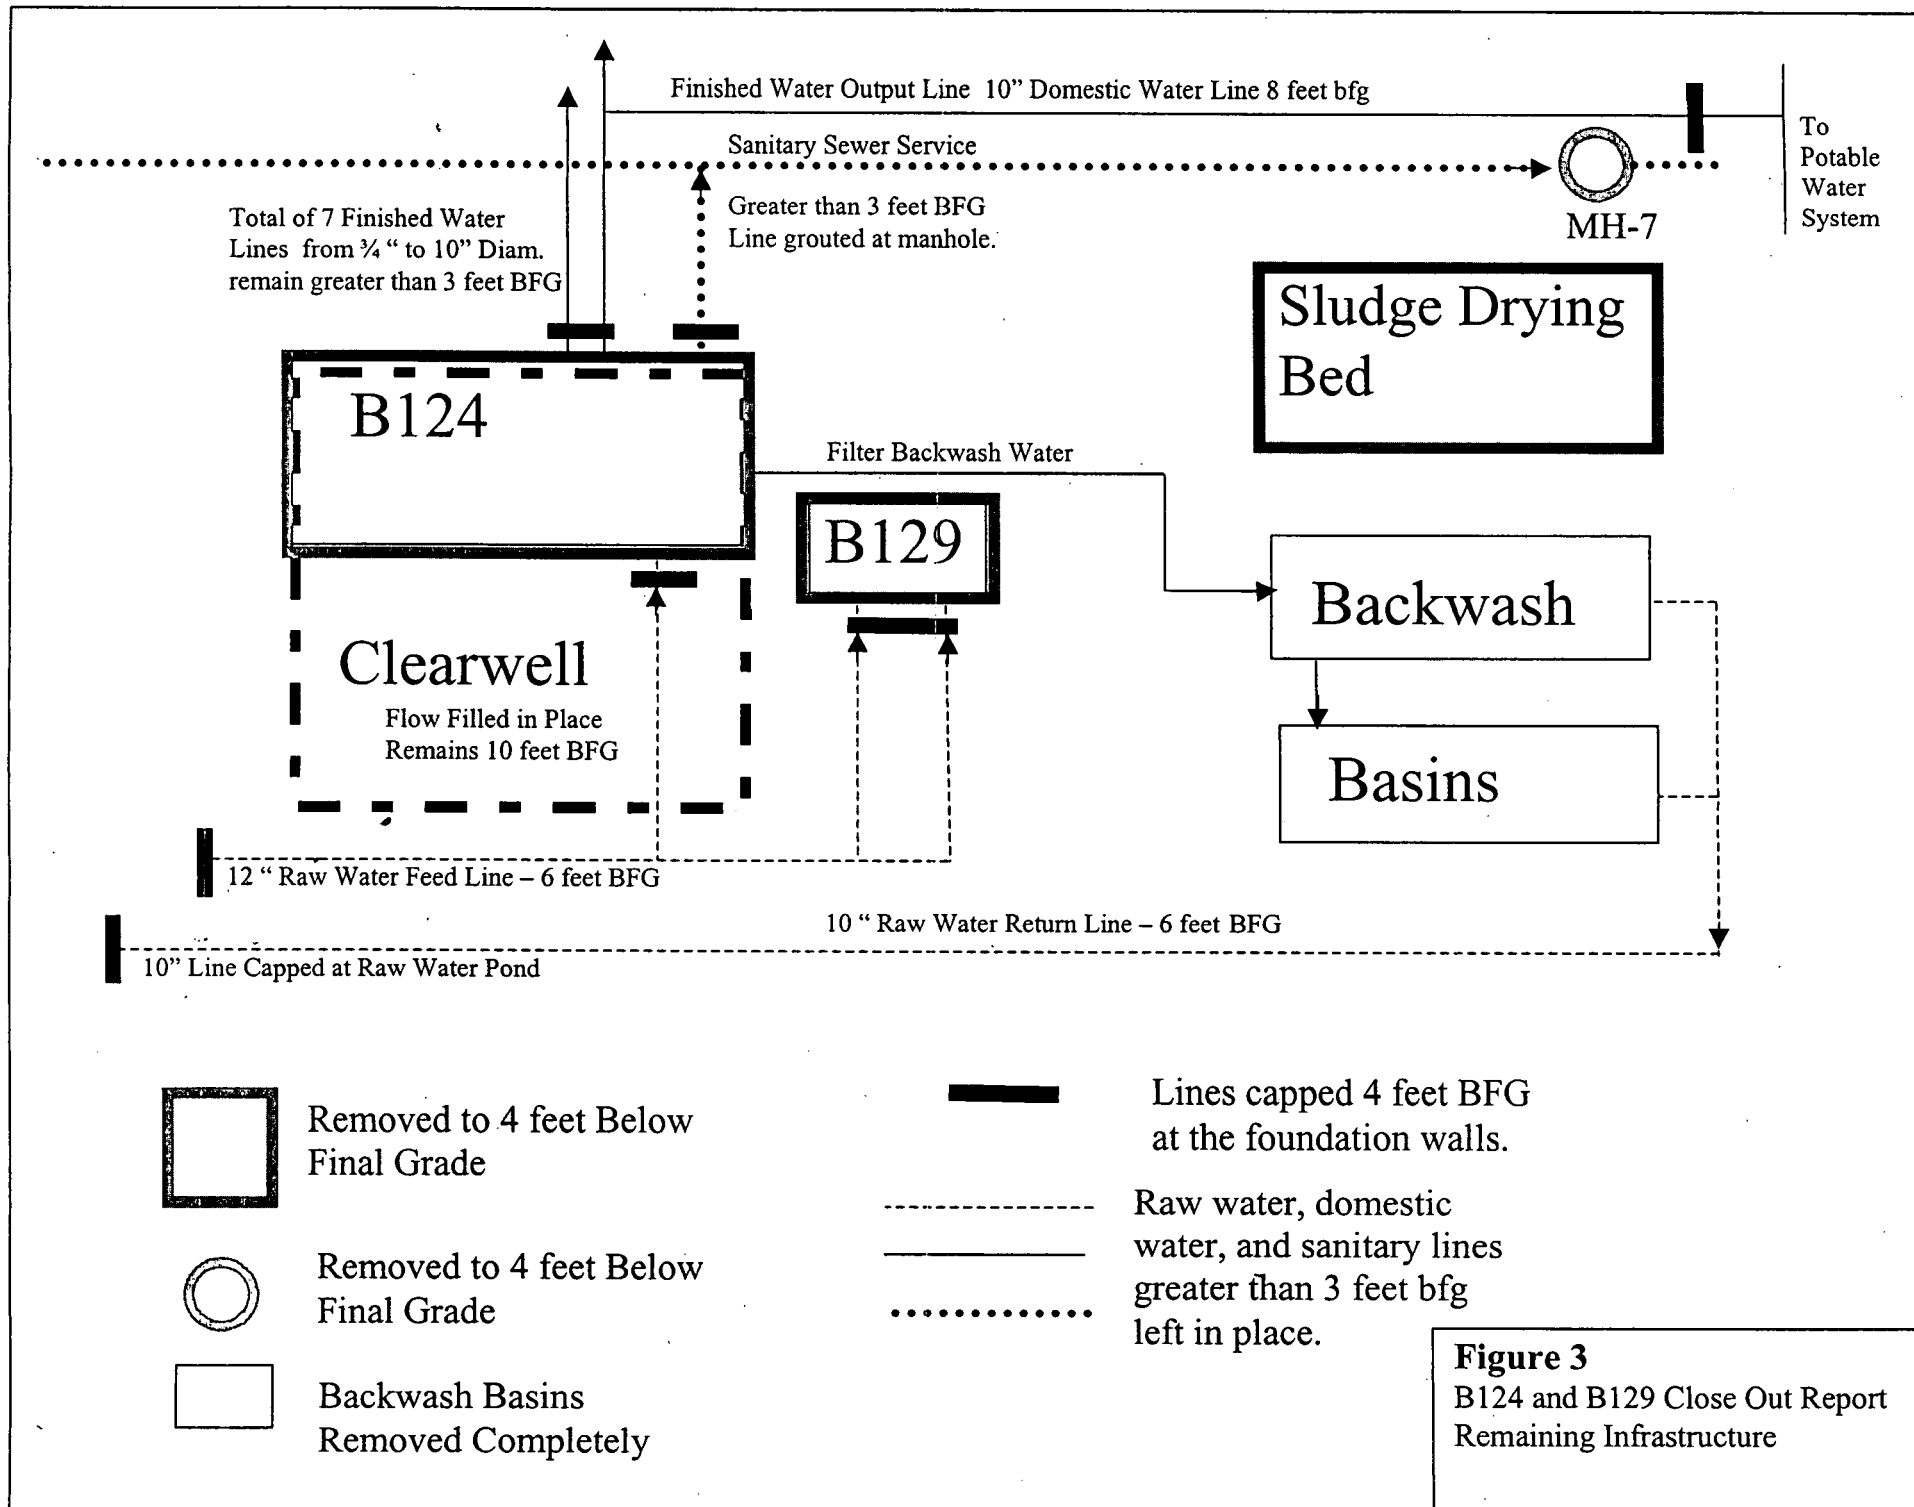 Finished Water Output Line 10” Domestic Water Line 8 feet bfg
To
Potable
Water
System
Sanitary Sewer Service
MH-7
Total of 7 Finished Water
Lines from ¾ “ to 10” Diam.
remain greater than 3 feet BFG
Greater than 3 feet BFG
Line grouted at manhole.
Sludge Drying
Bed
B124
Filter Backwash Water
B129
Backwash
Basins
Clearwell
Flow Filled in Place
Remains 10 feet BFG
12 “ Raw Water Feed Line – 6 feet BFG
10 “ Raw Water Return Line – 6 feet BFG
10” Line Capped at Raw Water Pond
Removed to 4 feet Below
Final Grade
Removed to 4 feet Below
Final Grade
Backwash Basins
Removed Completely
Lines capped 4 feet BFG
at the foundation walls.
Raw water, domestic
water, and sanitary lines
greater than 3 feet bfg
left in place.
Figure 3
B124 and B129 Close Out Report
Remaining Infrastructure